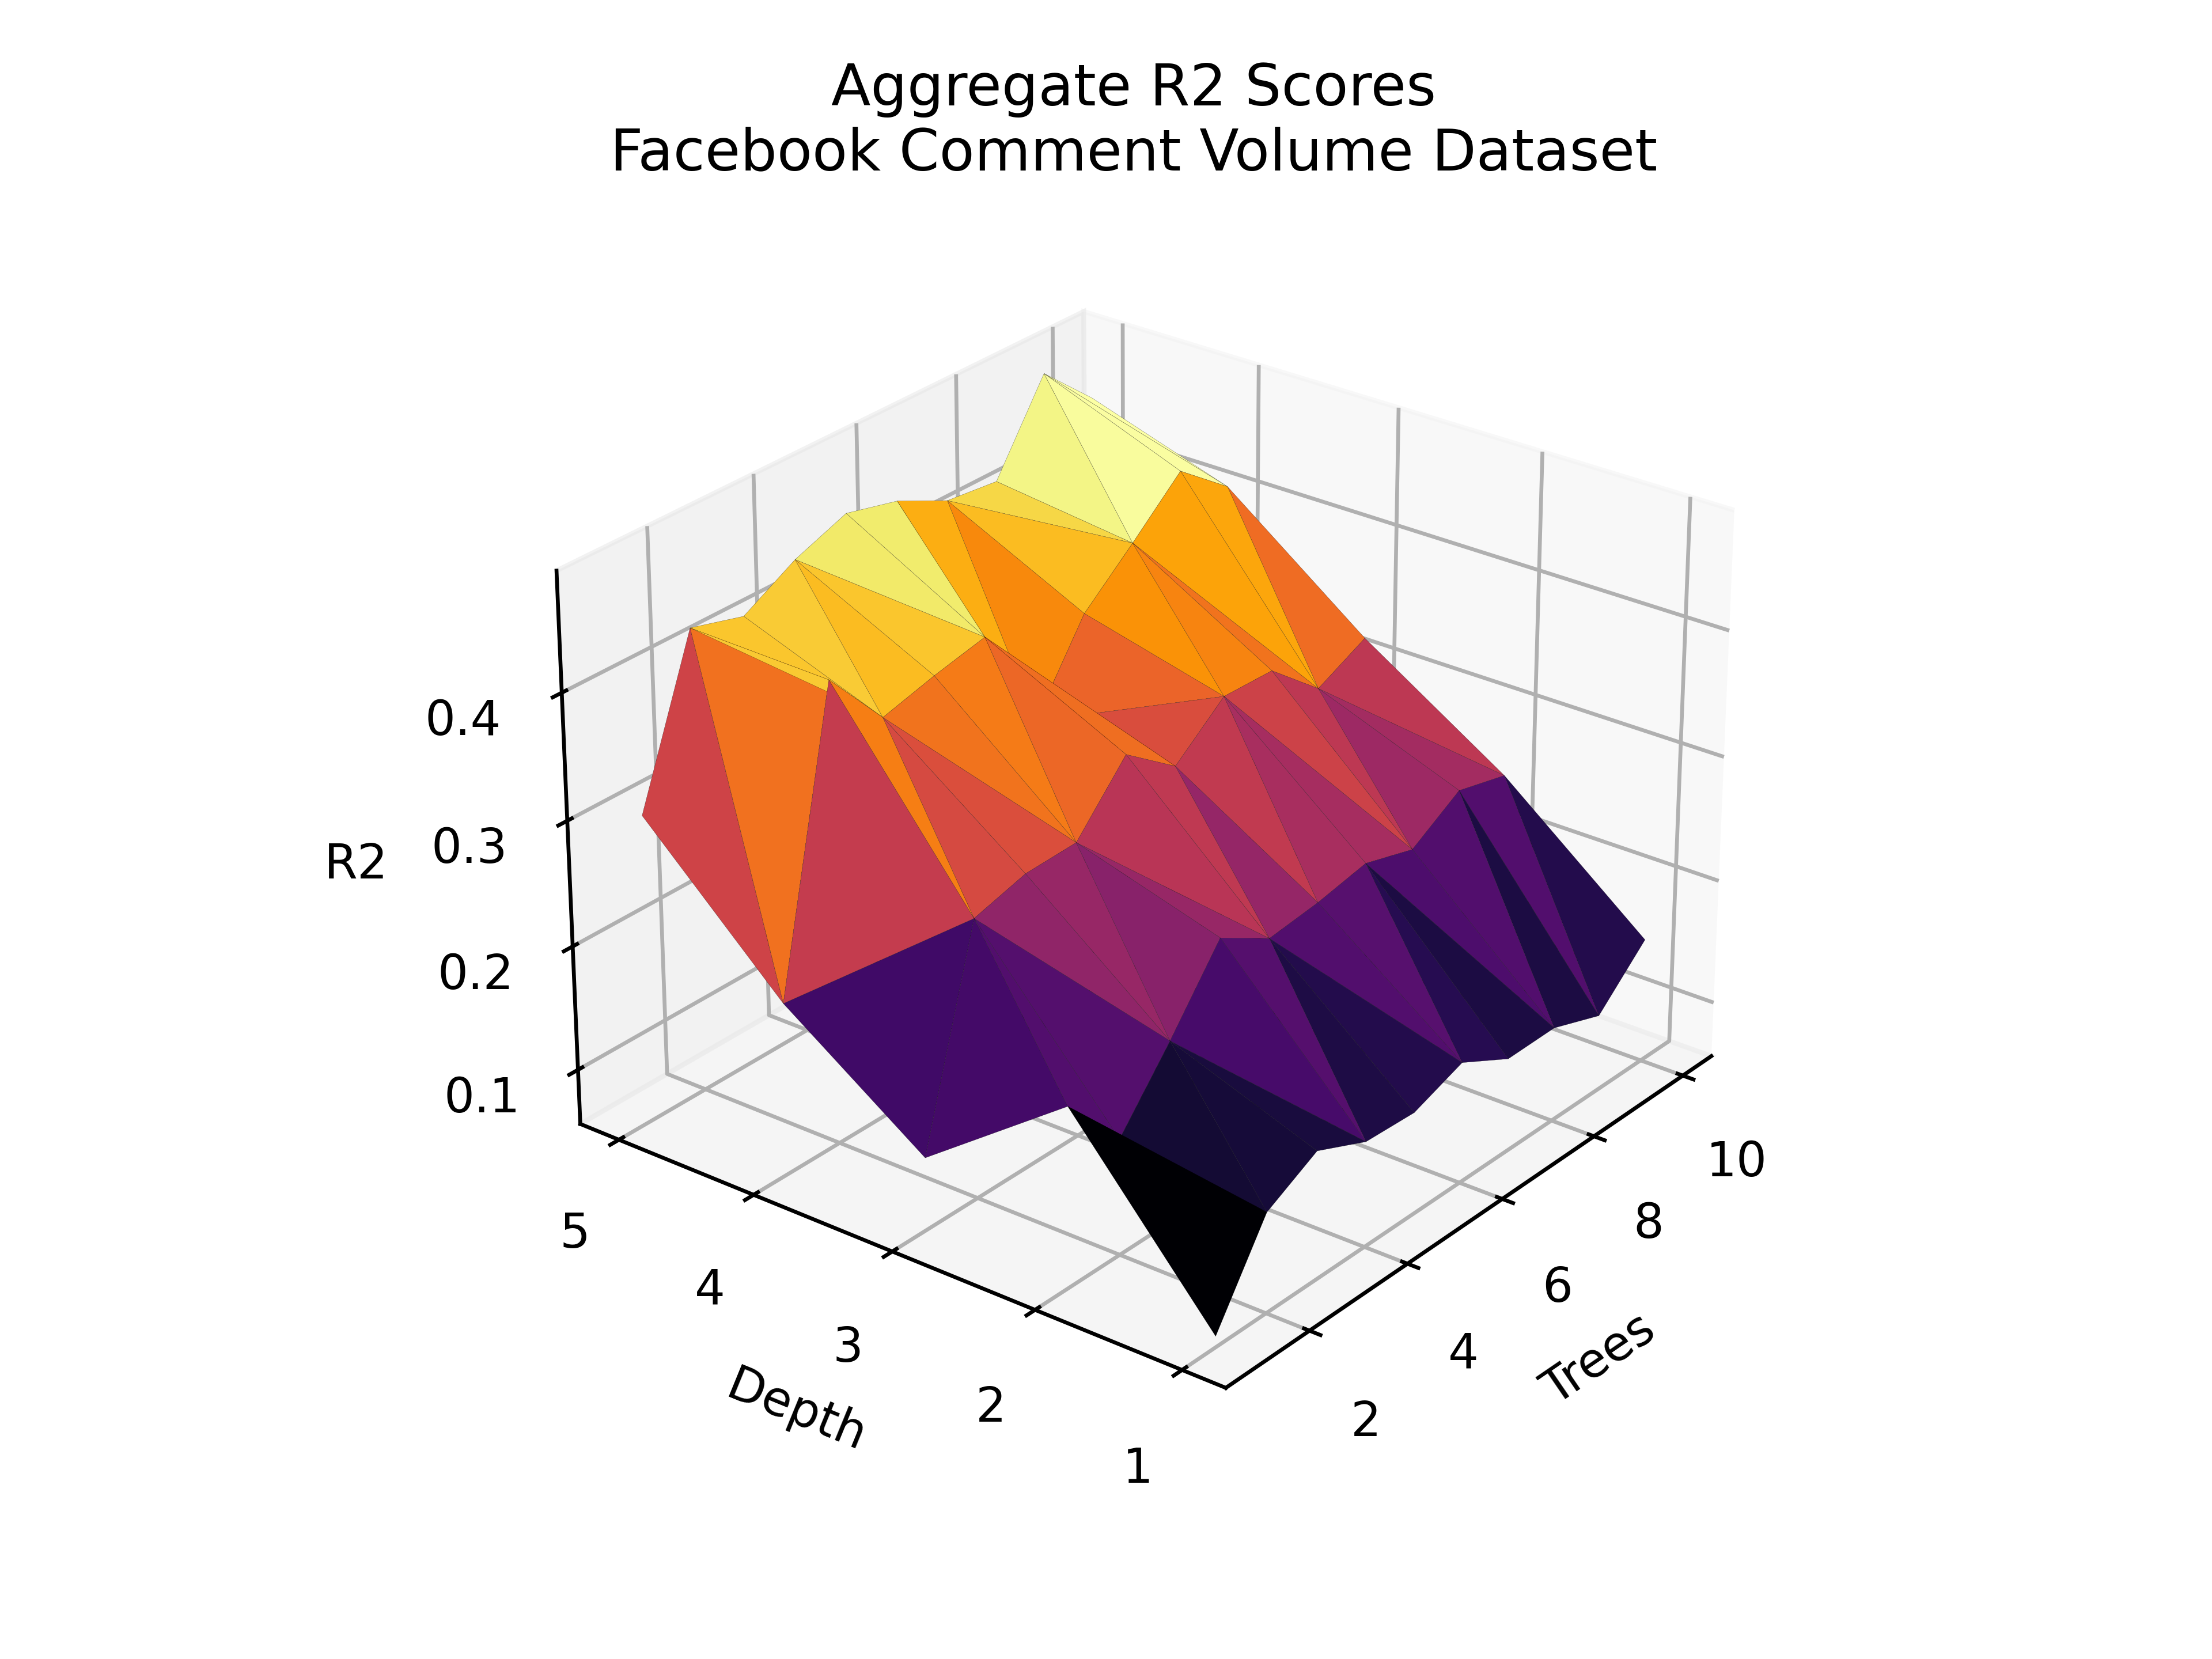 Aggregate R2 Scores
Facebook Comment Volume Dataset
R2
0.4
0.3
0.2
0.1
5
4
3
2
1
Depth
2
4
6
8
10
Trees